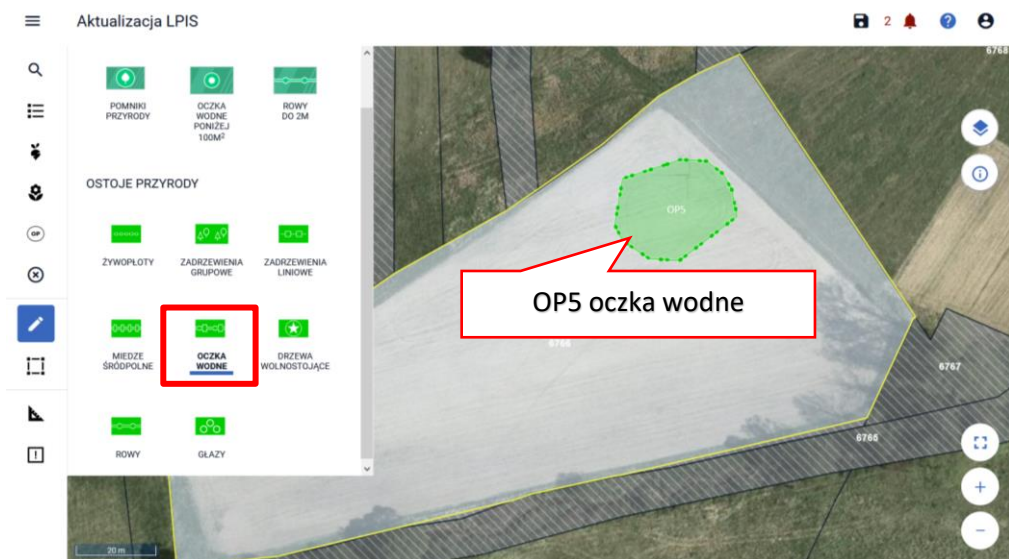 Aktualizacja LPIS
2
POMNIKI
PRZYRODY
OCZKA
WODNE
PONIŻEJ
100M²
ROWY
DO 2M
OSTOJE PRZYRODY
ŻYWOPŁOTY
ZADRZEWIENIA
GRUPOWE
ZADRZEWIENIA
LINIOWE
MIEDZE
ŚRÓDPOLNE
OCZKA
WODNE
DRZEWA
WOLNOSTOJĄCE
ROWY
GŁAZY
OP
6768
OP5
OP5 oczka wodne
6766
6767
6765
20 m